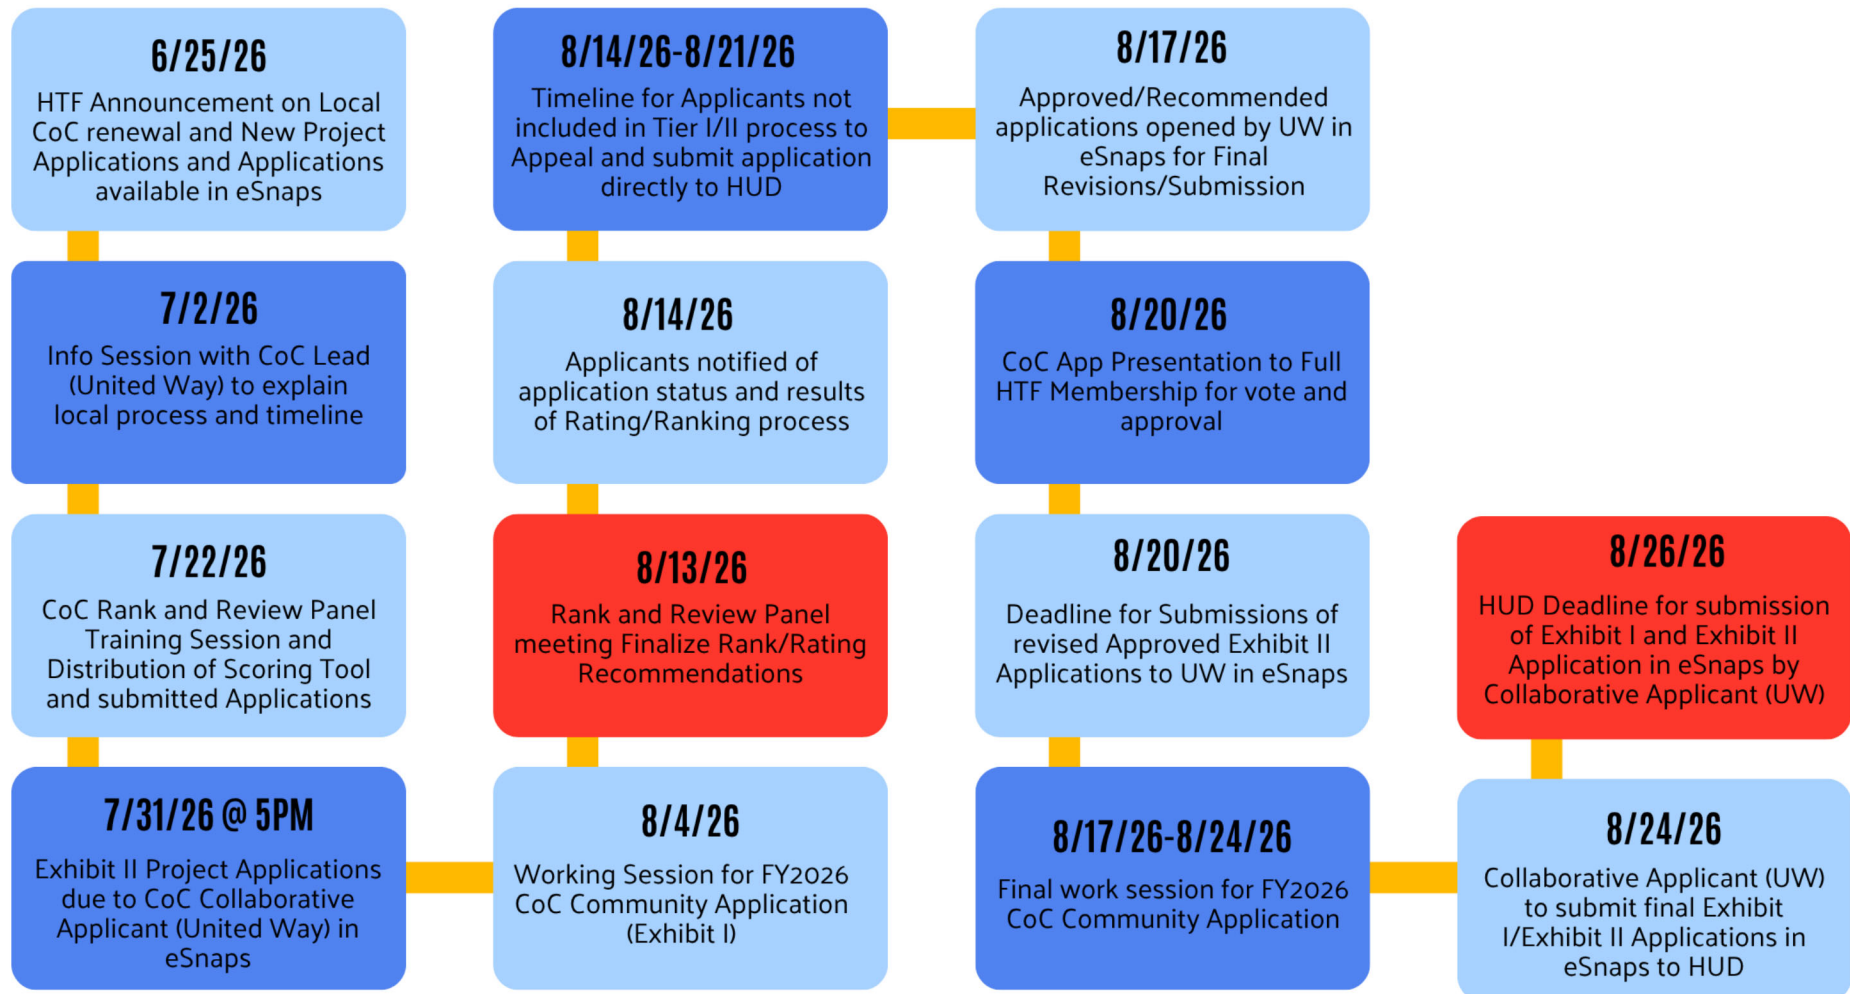 6/25/26
HTF Announcement on Local
CoC renewal and New Project
Applications and Applications
available in eSnaps
7/2/26
Info Session with CoC Lead
(United Way) to explain
local process and timeline
7/22/26
CoC Rank and Review Panel
Training Session and
Distribution of Scoring Tool
and submitted Applications
7/31/26 @ 5PM
Exhibit II Project Applications
due to CoC Collaborative
Applicant (United Way) in
eSnaps
8/4/26
Working Session for FY2026
CoC Community Application
(Exhibit I)
8/13/26
Rank and Review Panel
meeting Finalize Rank/Rating
Recommendations
8/14/26
Applicants notified of
application status and results
of Rating/Ranking process
8/14/26-8/21/26
Timeline for Applicants not
included in Tier I/II process to
Appeal and submit application
directly to HUD
8/17/26
Approved/Recommended
applications opened by UW in
eSnaps for Final
Revisions/Submission
8/20/26
CoC App Presentation to Full
HTF Membership for vote and
approval
8/20/26
Deadline for Submissions of
revised Approved Exhibit II
Applications to UW in eSnaps
8/17/26-8/24/26
Final work session for FY2026
CoC Community Application
8/24/26
Collaborative Applicant (UW)
to submit final Exhibit
I/Exhibit II Applications in
eSnaps to HUD
8/26/26
HUD Deadline for submission
of Exhibit I and Exhibit II
Application in eSnaps by
Collaborative Applicant (UW)